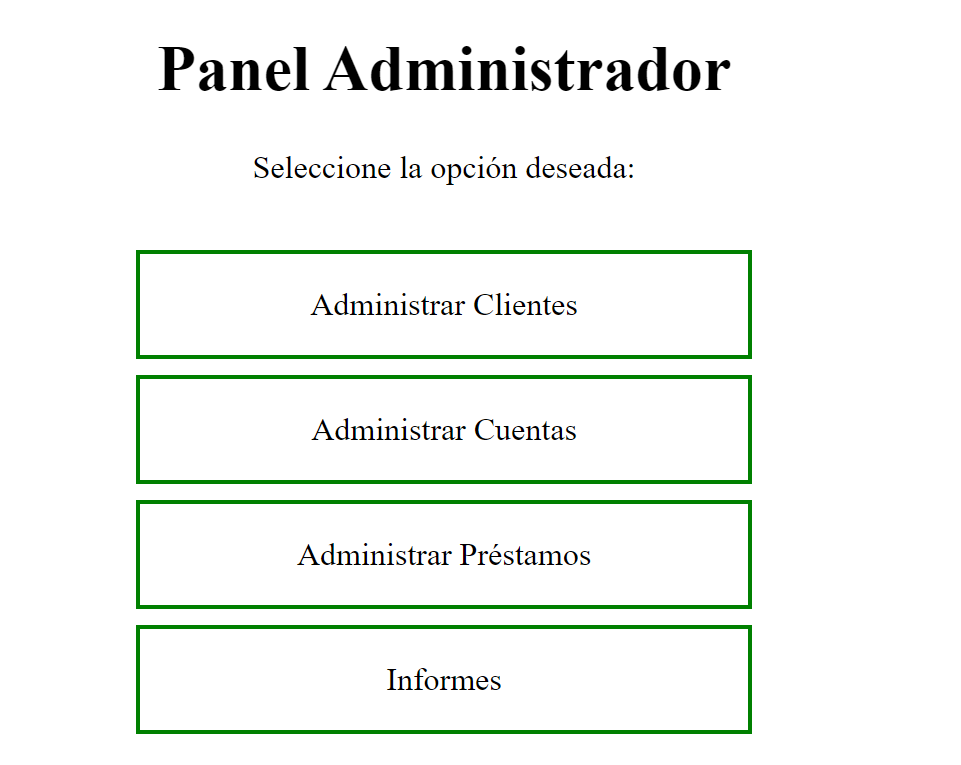 Panel Administrador
Seleccione la opción deseada:
Administrar Clientes
Administrar Cuentas
Administrar Préstamos
Informes